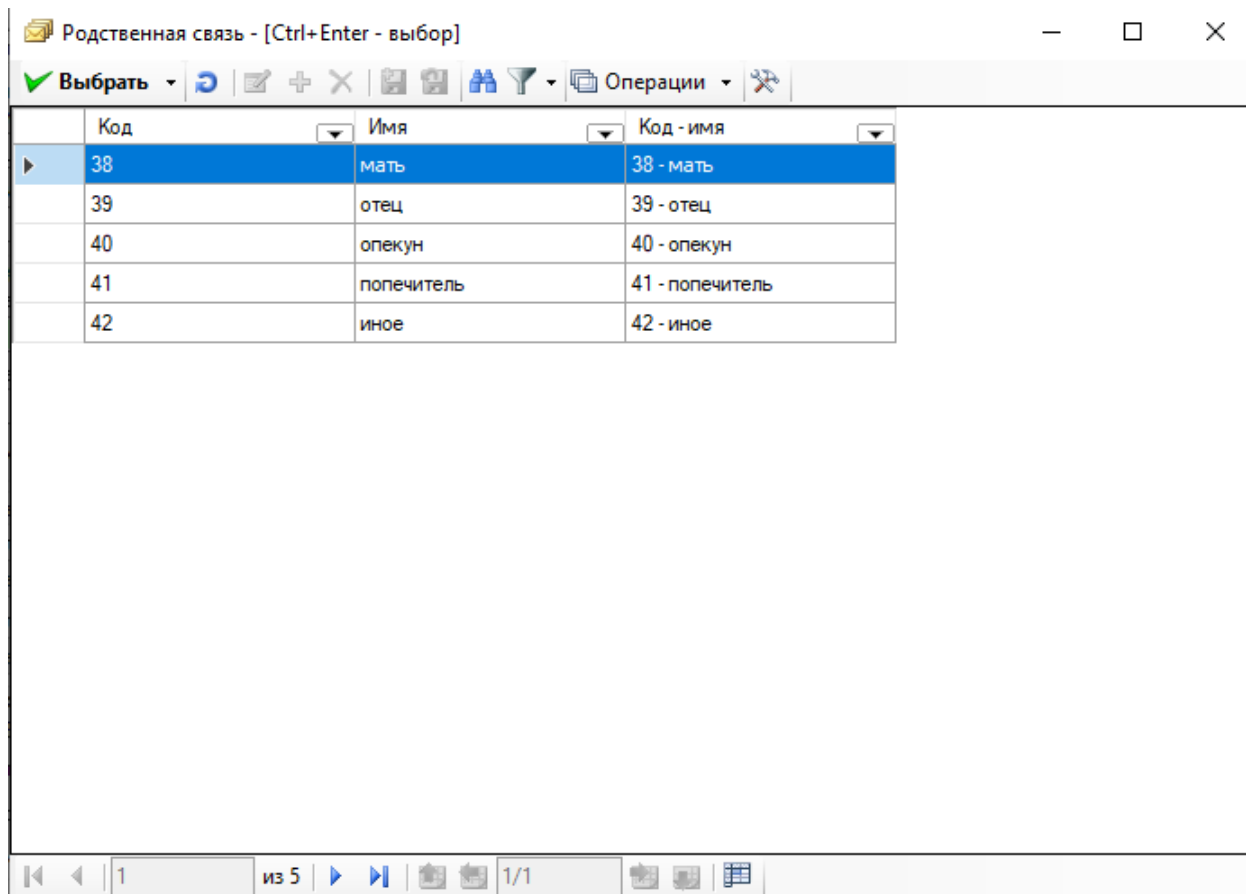 Родственная связь - [Ctrl+Enter - выбор]
Выбрать Операции
Код Имя Код - имя
38 мать 38 - мать
39 отец 39 - отец
40 опекун 40 - опекун
41 попечитель 41 - попечитель
42 иное 42 - иное
1 из 5 1/1